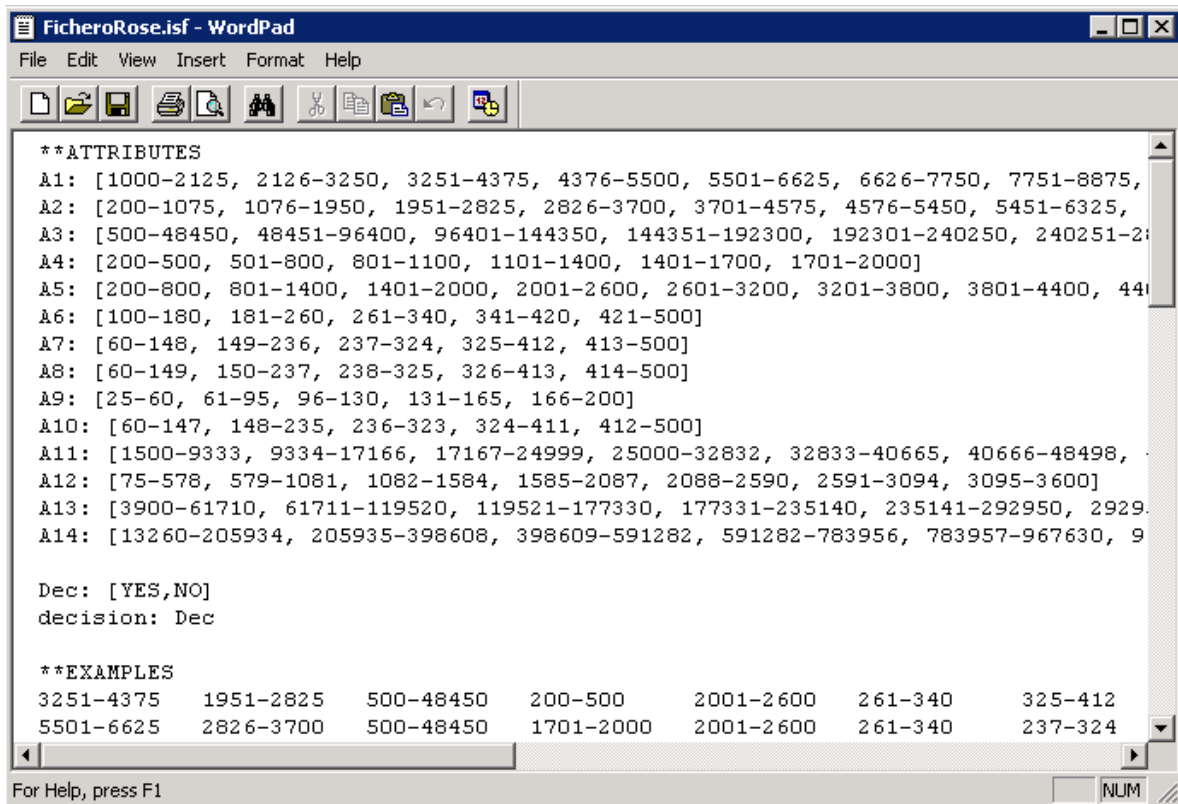 FicheroRose.isf - WordPad
File Edit View Insert Format Help
**ATTRIBUTES
A1: [1000-2125, 2126-3250, 3251-4375, 4376-5500, 5501-6625, 6626-7750, 7751-8875,
A2: [200-1075, 1076-1950, 1951-2825, 2826-3700, 3701-4575, 4576-5450, 5451-6325,
A3: [500-48450, 48451-96400, 96401-144350, 144351-192300, 192301-240250, 240251-2
A4: [200-500, 501-800, 801-1100, 1101-1400, 1401-1700, 1701-2000]
A5: [200-800, 801-1400, 1401-2000, 2001-2600, 2601-3200, 3201-3800, 3801-4400, 44
A6: [100-180, 181-260, 261-340, 341-420, 421-500]
A7: [60-148, 149-236, 237-324, 325-412, 413-500]
A8: [60-149, 150-237, 238-325, 326-413, 414-500]
A9: [25-60, 61-95, 96-130, 131-165, 166-200]
A10: [60-147, 148-235, 236-323, 324-411, 412-500]
A11: [1500-9333, 9334-17166, 17167-24999, 25000-32832, 32833-40665, 40666-48498,
A12: [75-578, 579-1081, 1082-1584, 1585-2087, 2088-2590, 2591-3094, 3095-3600]
A13: [3900-61710, 61711-119520, 119521-177330, 177331-235140, 235141-292950, 2929
A14: [13260-205934, 205935-398608, 398609-591282, 591282-783956, 783957-967630, 9
Dec: [YES,NO]
decision: Dec
**EXAMPLES
3251-4375 1951-2825 500-48450 200-500 2001-2600 261-340 325-412
5501-6625 2826-3700 500-48450 1701-2000 2001-2600 261-340 237-324
For Help, press F1 NUM